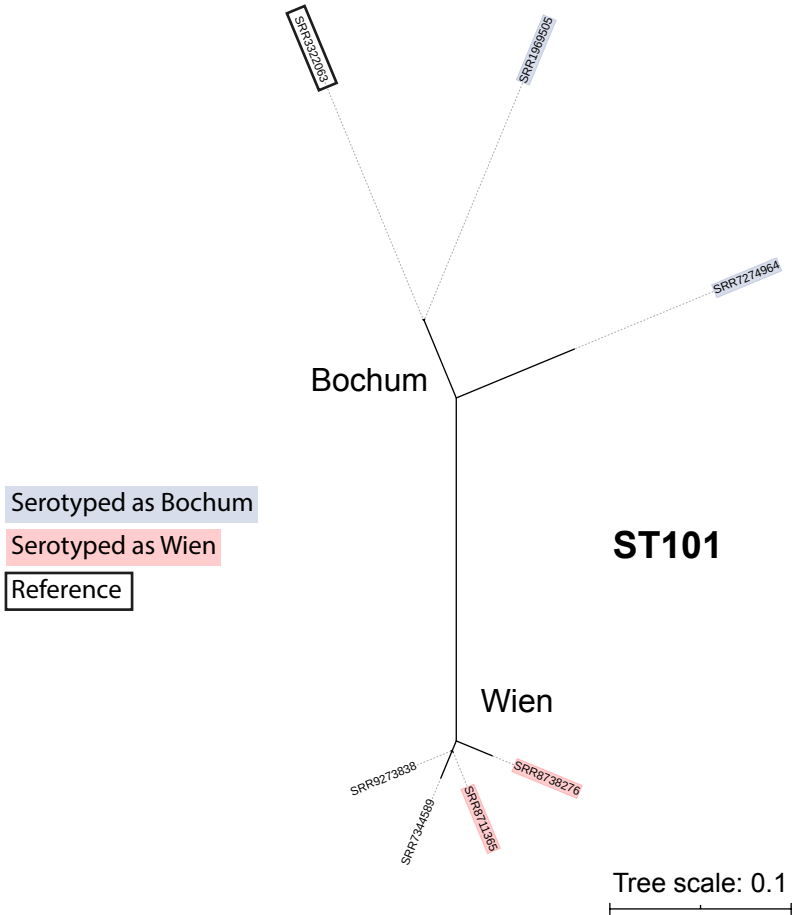 SRR3322063
SRR1969505
SRR7274964
Bochum
Serotyped as Bochum
Serotyped as Wien
Reference
ST101
Wien
SRR9273838
SRR8738276
SRR7344589
SRR8711365
Tree scale: 0.1